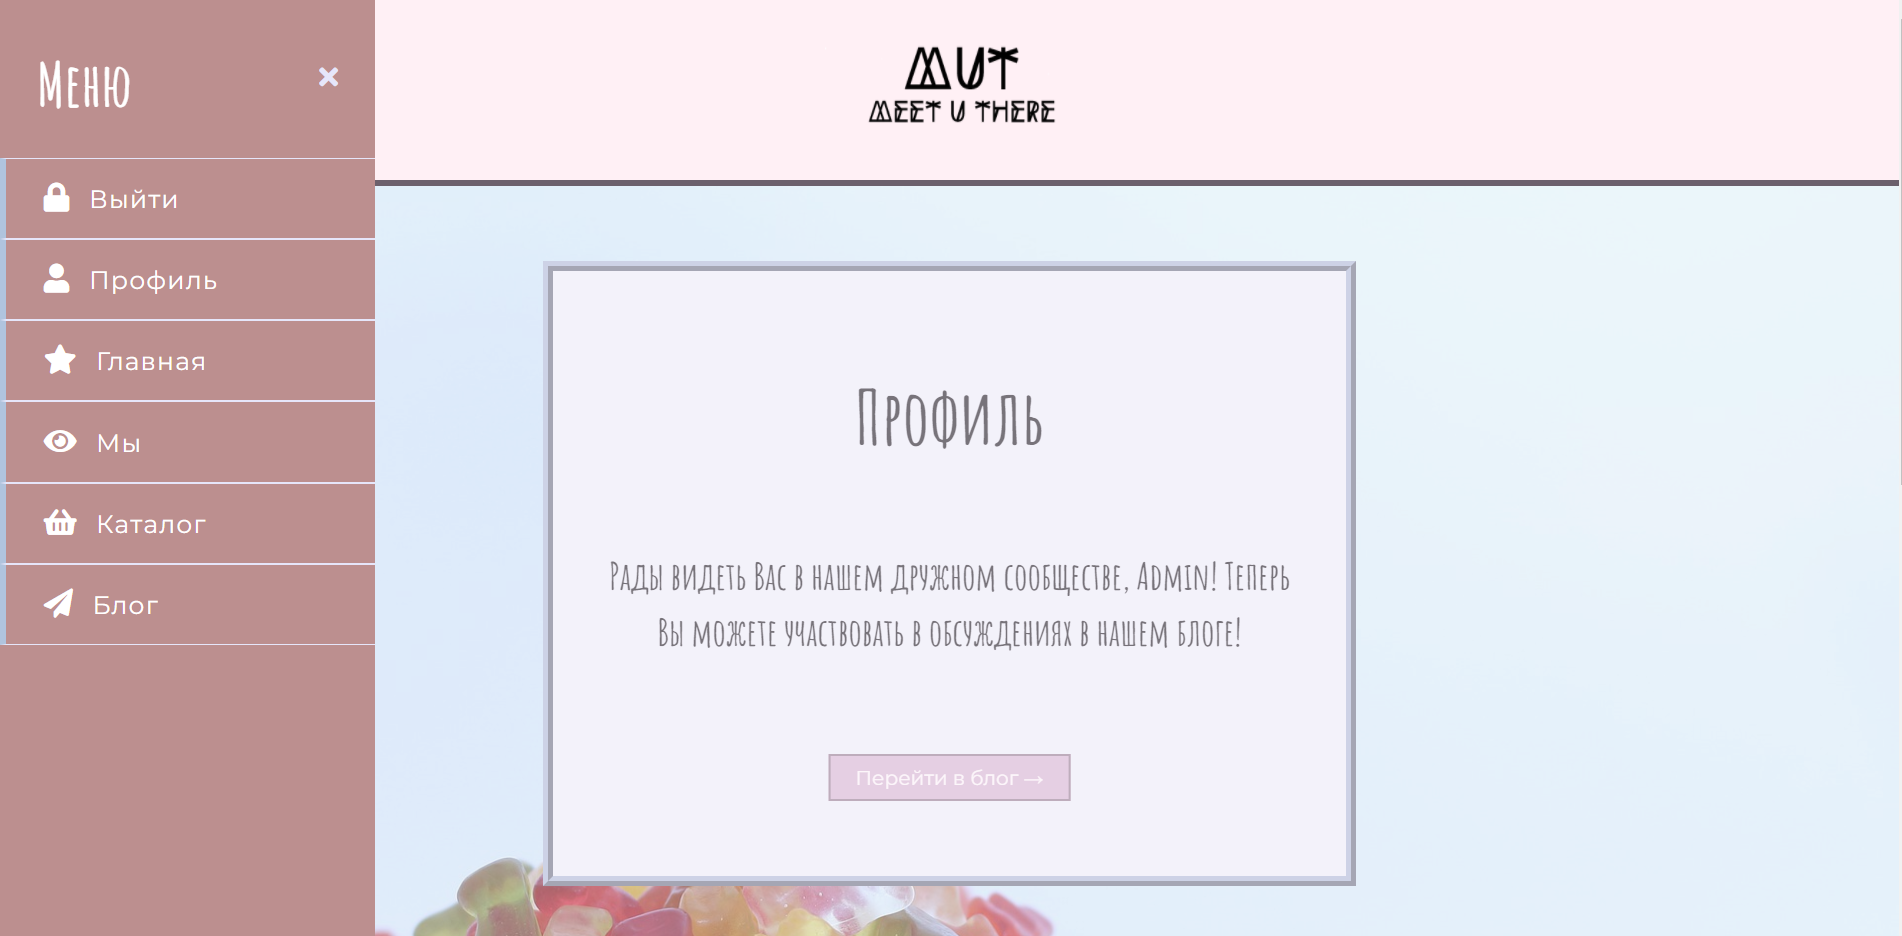 Меню
Выйти
Профиль
Главная
Мы
Каталог
Блог
MUT
MEET U THERE
Профиль
Рады видеть Вас в нашем дружном сообществе, Admin! Теперь
Вы можете участвовать в обсуждениях в нашем блоге!
Перейти в блог →